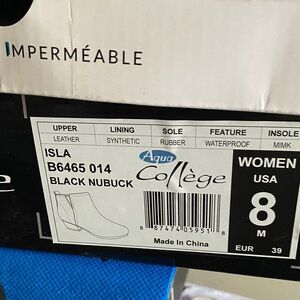 IMPERMÉABLE
UPPER LINING SOLE FEATURE INSOLE
LEATHER SYNTHETIC RUBBER WATERPROOF MIMK
ISLA
B6465 014
BLACK NUBUCK
Aqua
College
WOMEN
USA
8
M
EUR 39
8 87474 05951 8
Made In China
e